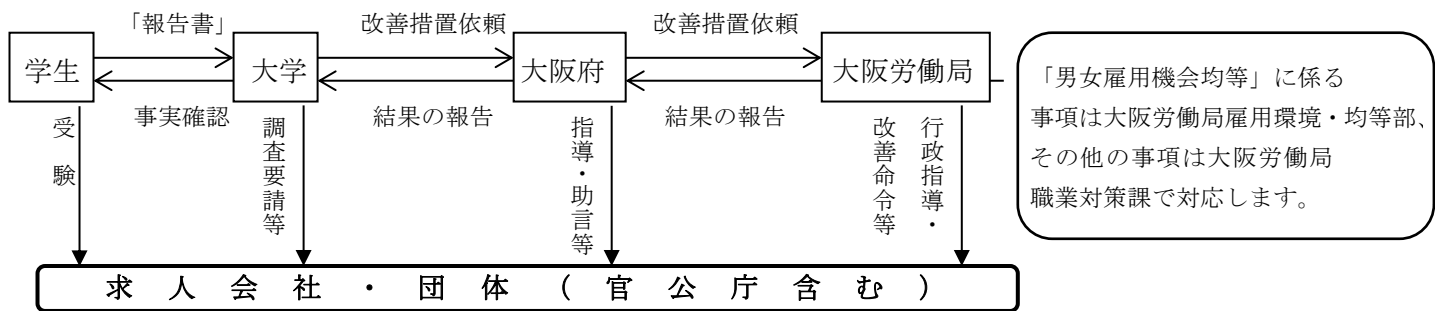 「報告書」
改善措置依頼
改善措置依頼
学生
大学
大阪府
大阪労働局
事実確認
結果の報告
結果の報告
受験
調査要請等
指導・助言等
行政指導・
改善命令等
「男女雇用機会均等」に係る
事項は大阪労働局雇用環境・均等部、
その他の事項は大阪労働局
職業対策課で対応します。
求人会社・団体(官公庁含む)